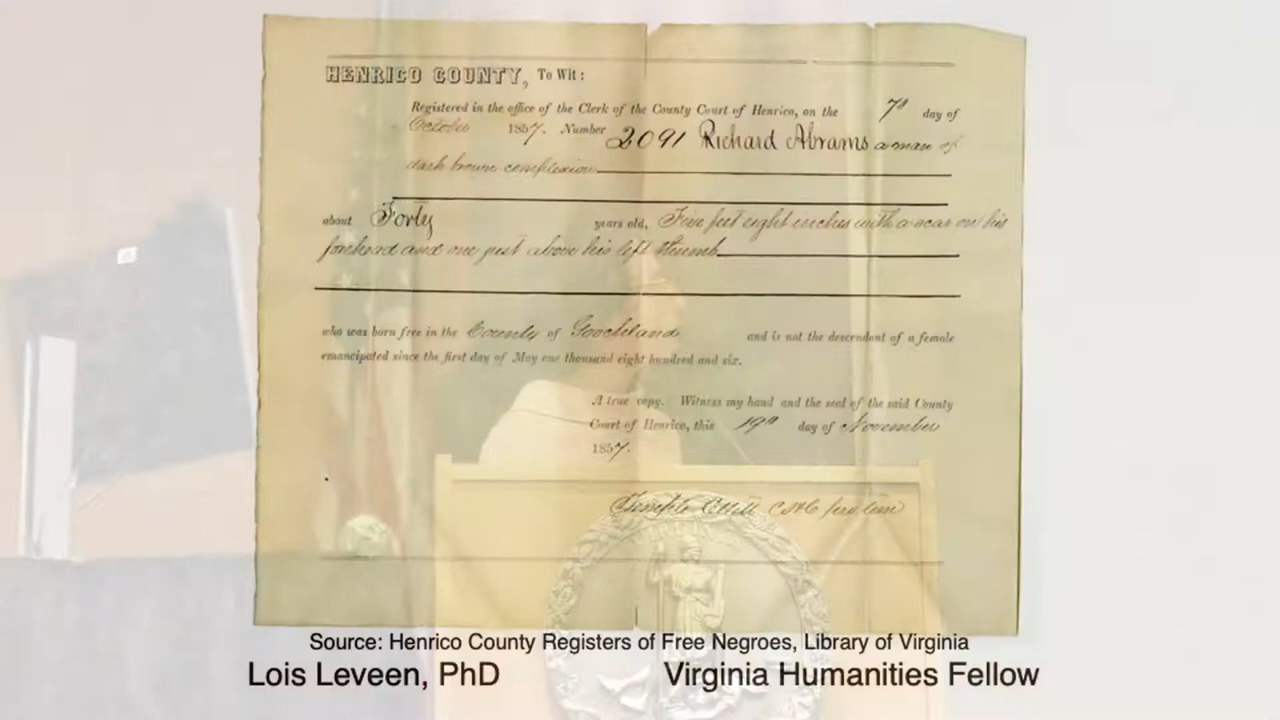 HENRICO COUNTY, To Wit:
Registered in the office of the Clerk of the County Court of Henrico, on the 7th day of
October 1857. Number 2091 Richard Abrams a man of
dark brown complexion
about Forty years old, Five feet eight inches with a scar on his
forehead and one just above his left thumb
who was born free in the County of Goochland and is not the descendant of a female
emancipated since the first day of May one thousand eight hundred and six.
A true copy. Witness my hand and the seal of the said County
Court of Henrico, this 19th day of November
1857.
Temple Ellett
Source: Henrico County Registers of Free Negroes, Library of Virginia
Lois Leveen, PhD Virginia Humanities Fellow